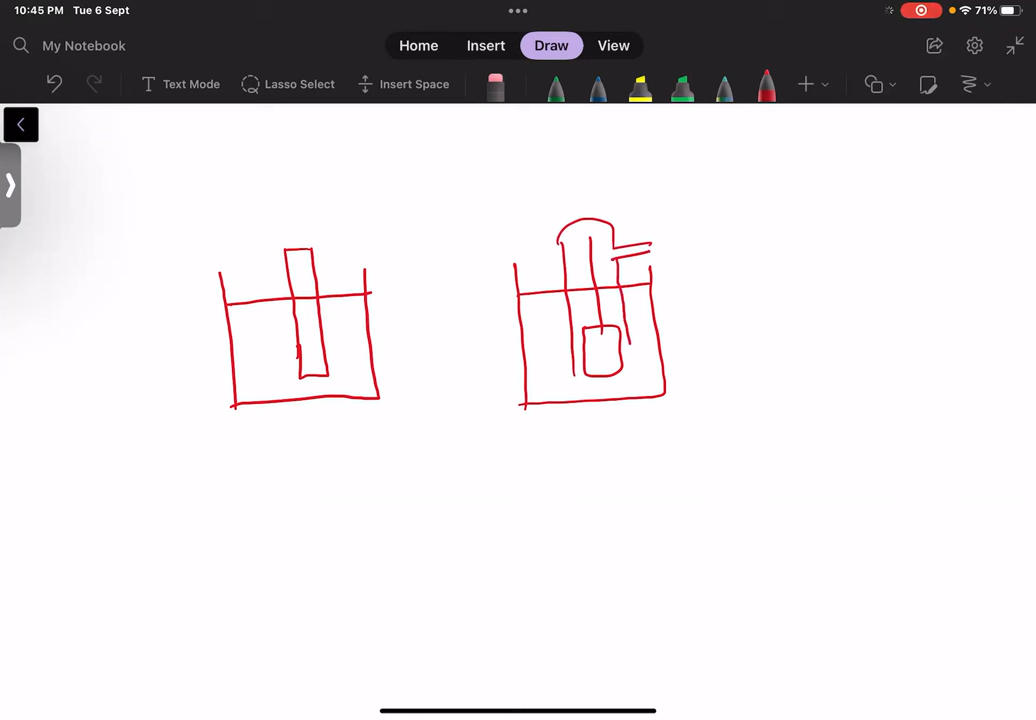 10:45 PM Tue 6 Sept
71%
My Notebook
Home Insert Draw View
Text Mode Lasso Select Insert Space